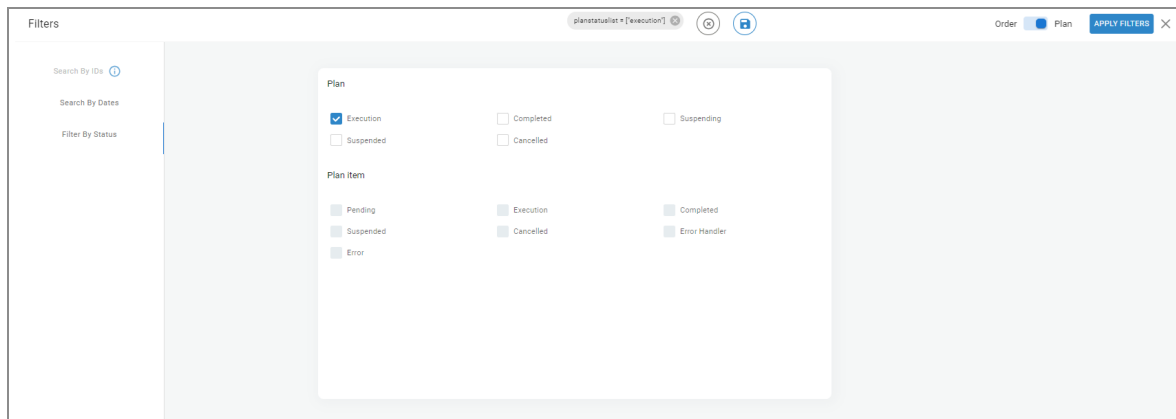 Filters
planstatuslist = ["execution"]
Order Plan APPLY FILTERS
Search By IDs
Search By Dates
Filter By Status
Plan
Execution Completed Suspending
Suspended Cancelled
Plan item
Pending Execution Completed
Suspended Cancelled Error Handler
Error